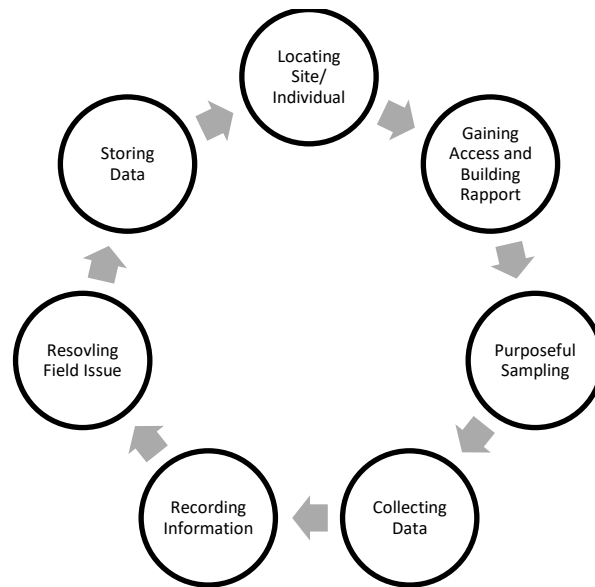 Locating
Site/
Individual
Gaining
Access and
Building
Rapport
Purposeful
Sampling
Collecting
Data
Recording
Information
Resovling
Field Issue
Storing
Data